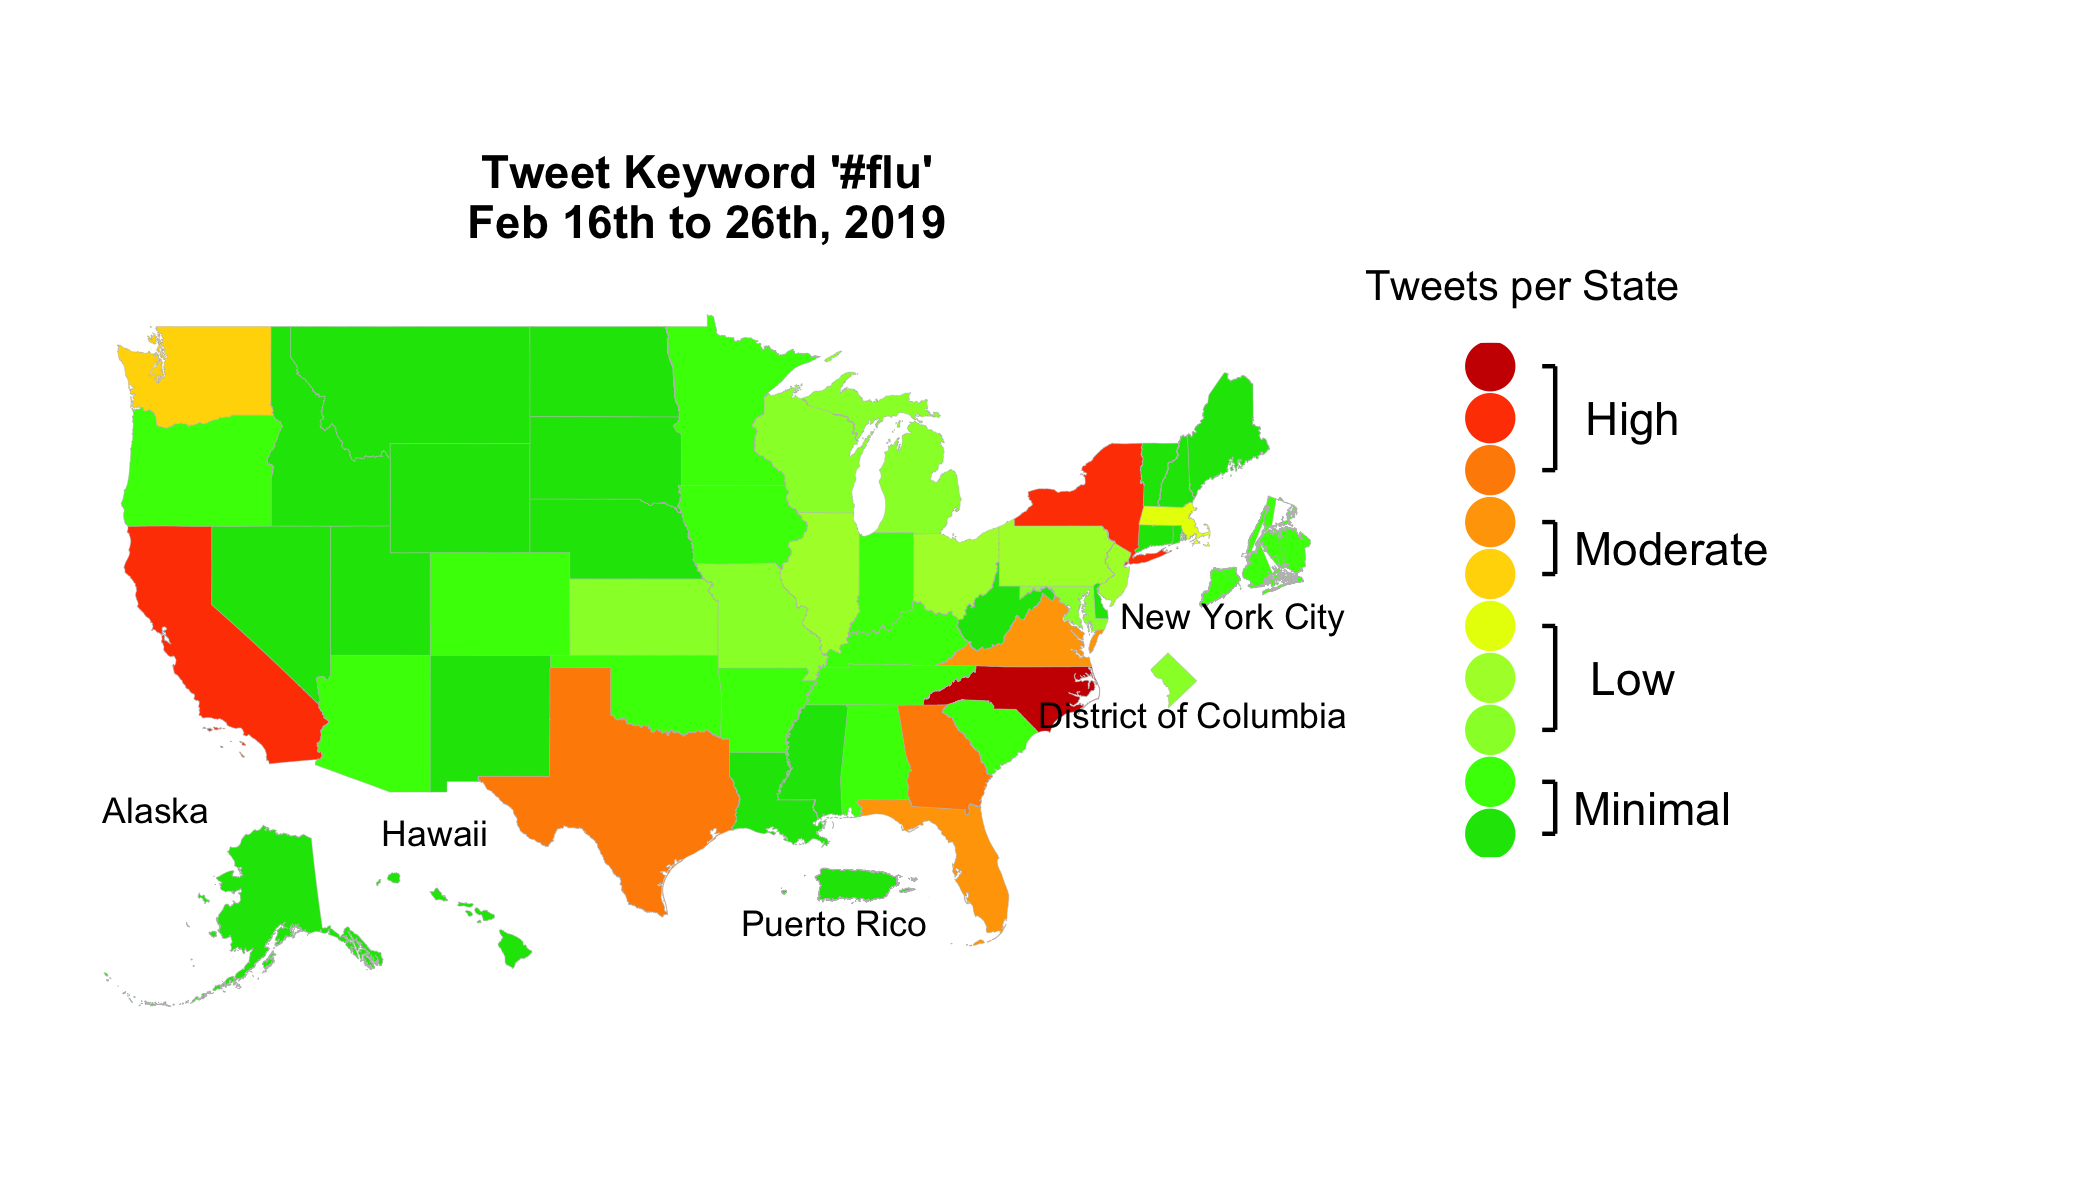 Tweet Keyword '#flu'
Feb 16th to 26th, 2019
Tweets per State
High
Moderate
Low
Minimal
New York City
District of Columbia
Alaska
Hawaii
Puerto Rico